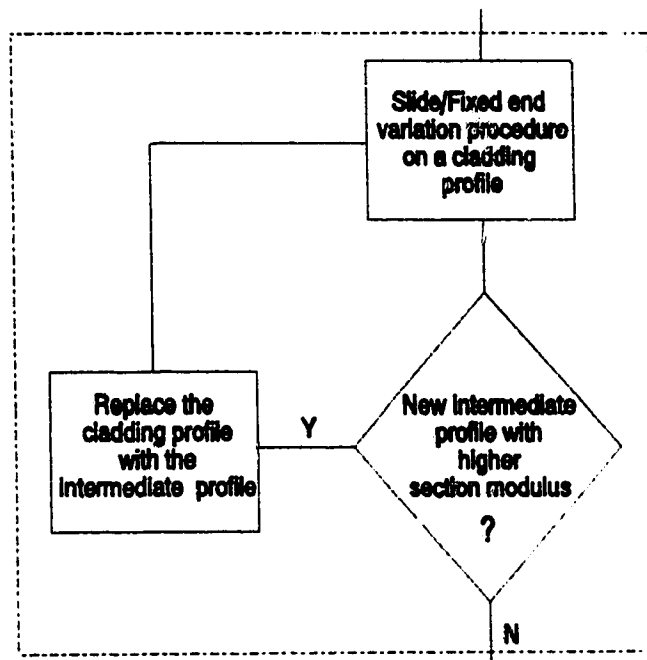 Slide/Fixed end
variation procedure
on a cladding
profile
Replace the
cladding profile
with the
intermediate profile
Y
New intermediate
profile with
higher
section modulus
?
N